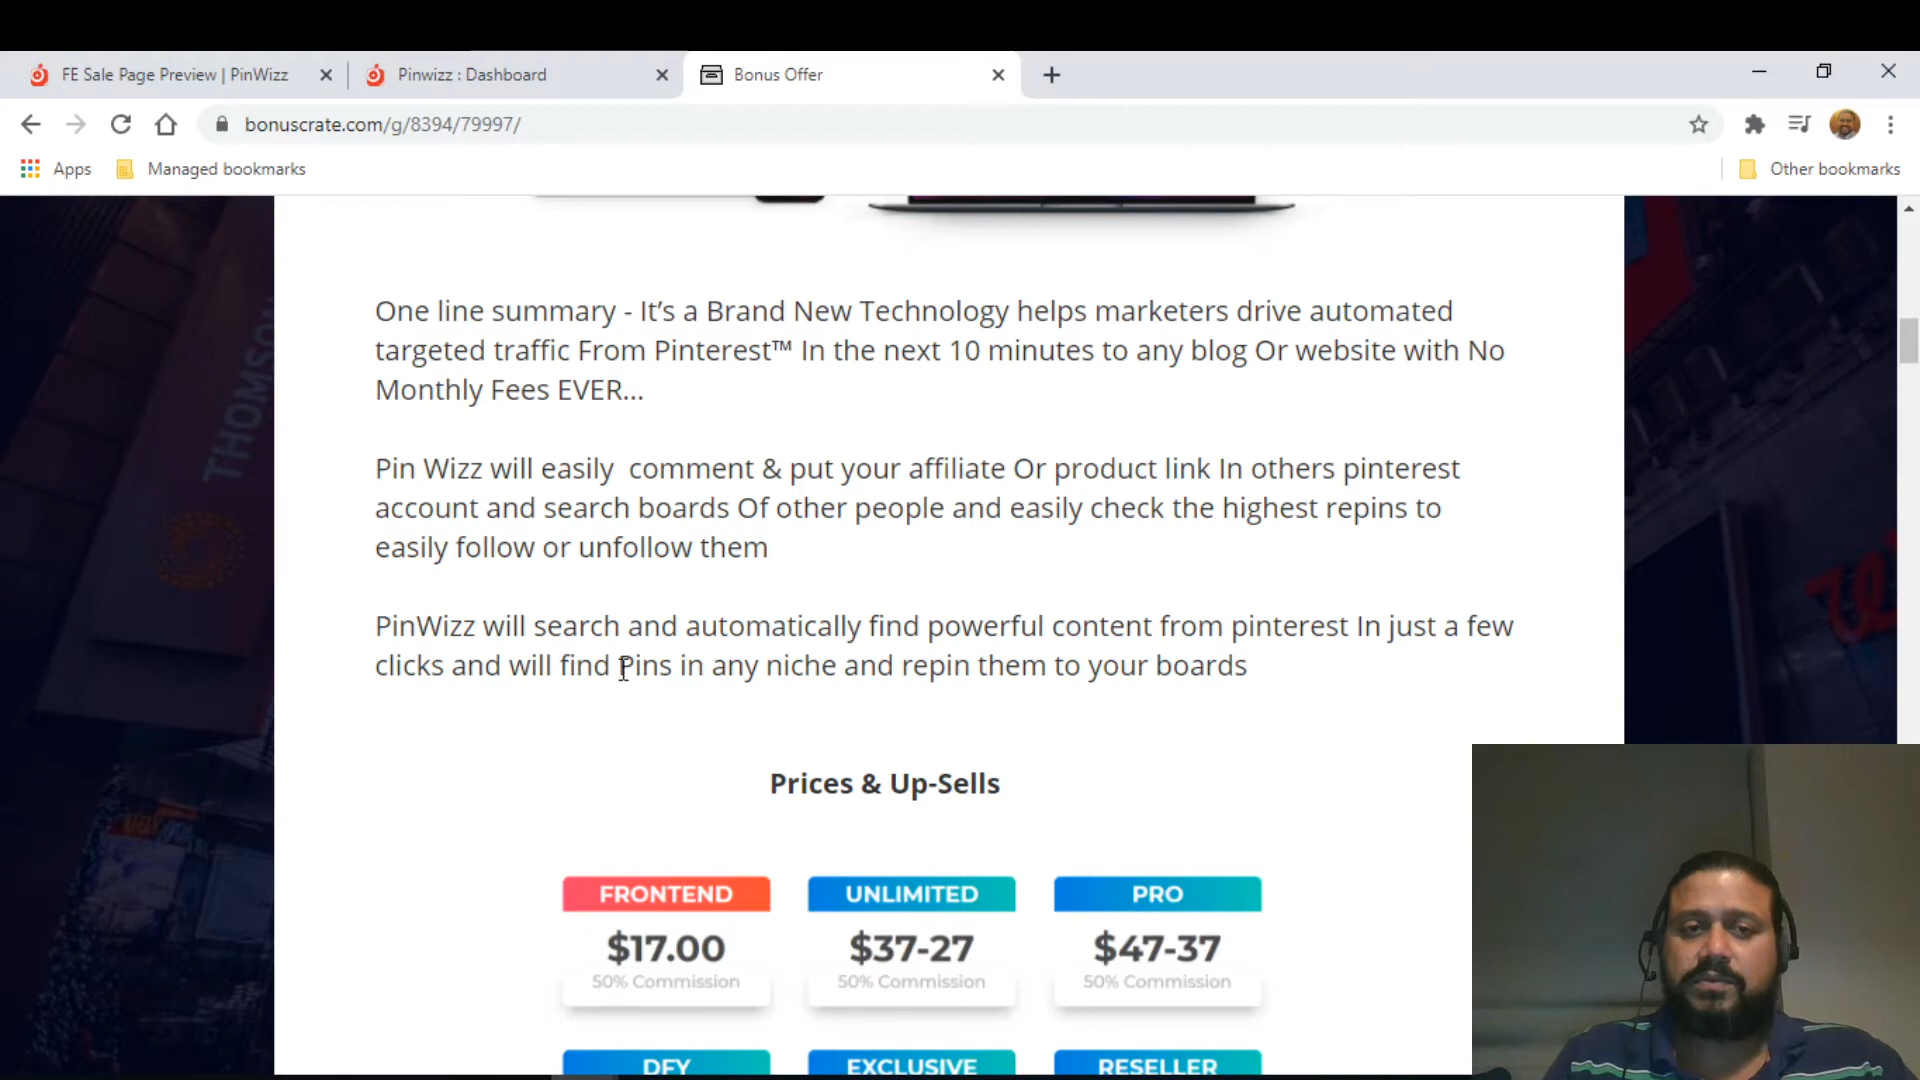 FE Sale Page Preview | PinWizz
Pinwizz : Dashboard
Bonus Offer
bonuscrate.com/g/8394/79997/
Apps
Managed bookmarks
Other bookmarks
THOMSON
One line summary - It’s a Brand New Technology helps marketers drive automated
targeted traffic From Pinterest™ In the next 10 minutes to any blog Or website with No
Monthly Fees EVER...
Pin Wizz will easily  comment & put your affiliate Or product link In others pinterest
account and search boards Of other people and easily check the highest repins to
easily follow or unfollow them
PinWizz will search and automatically find powerful content from pinterest In just a few
clicks and will find Pins in any niche and repin them to your boards
Prices & Up-Sells
FRONTEND
$17.00
50% Commission
UNLIMITED
$37-27
50% Commission
PRO
$47-37
50% Commission
DFY
EXCLUSIVE
RESELLER